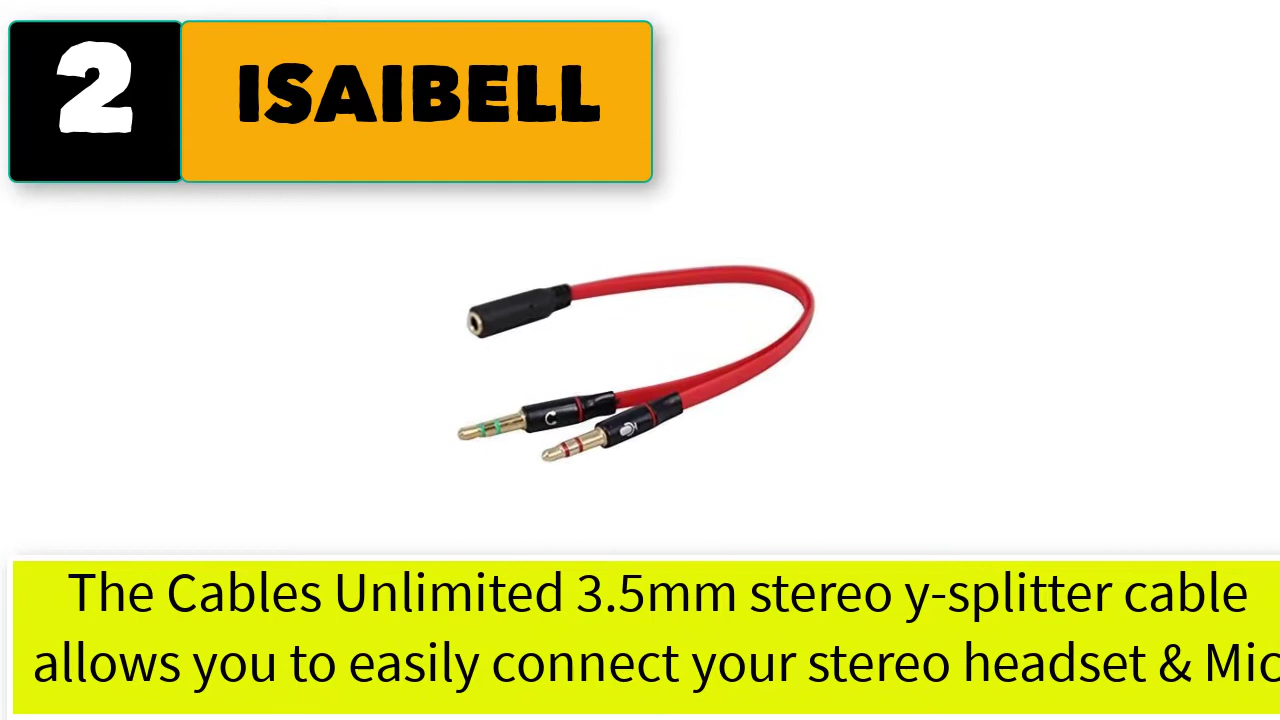 2
ISAIBELL
The Cables Unlimited 3.5mm stereo y-splitter cable
allows you to easily connect your stereo headset & Mic